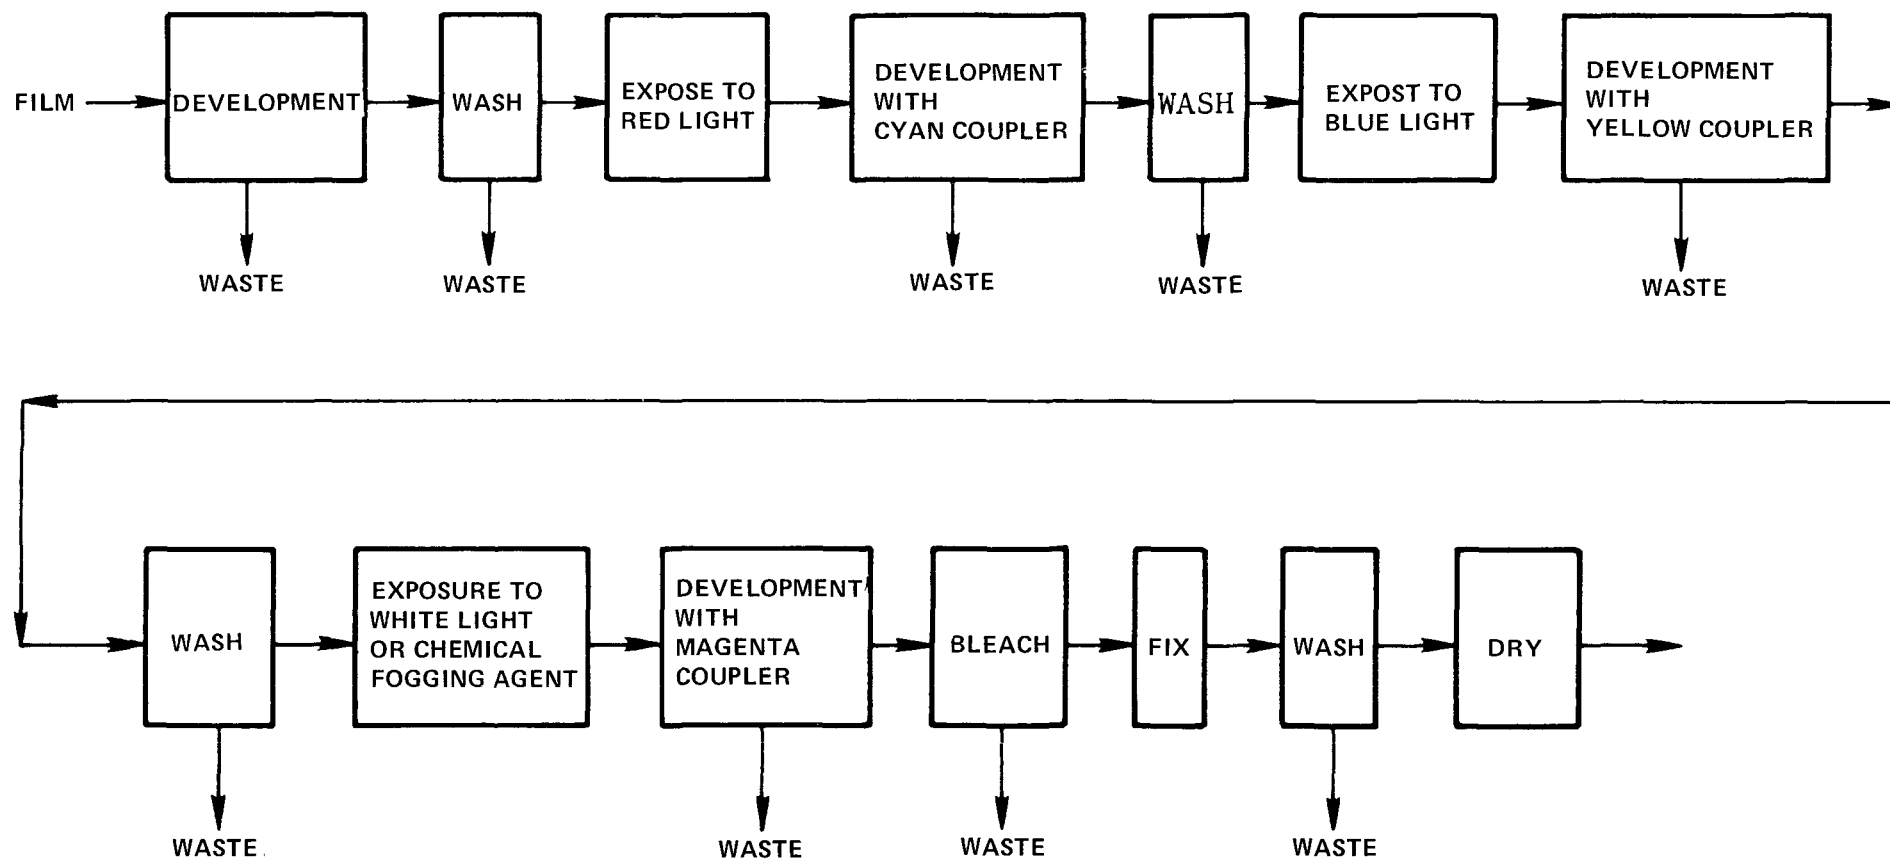 FILM
DEVELOPMENT
WASH
EXPOSE TO
RED LIGHT
DEVELOPMENT
WITH
CYAN COUPLER
WASH
EXPOST TO
BLUE LIGHT
DEVELOPMENT
WITH
YELLOW COUPLER
WASTE
WASTE
WASTE
WASTE
WASTE
WASH
EXPOSURE TO
WHITE LIGHT
OR CHEMICAL
FOGGING AGENT
DEVELOPMENT
WITH
MAGENTA
COUPLER
BLEACH
FIX
WASH
DRY
WASTE
WASTE
WASTE
WASTE